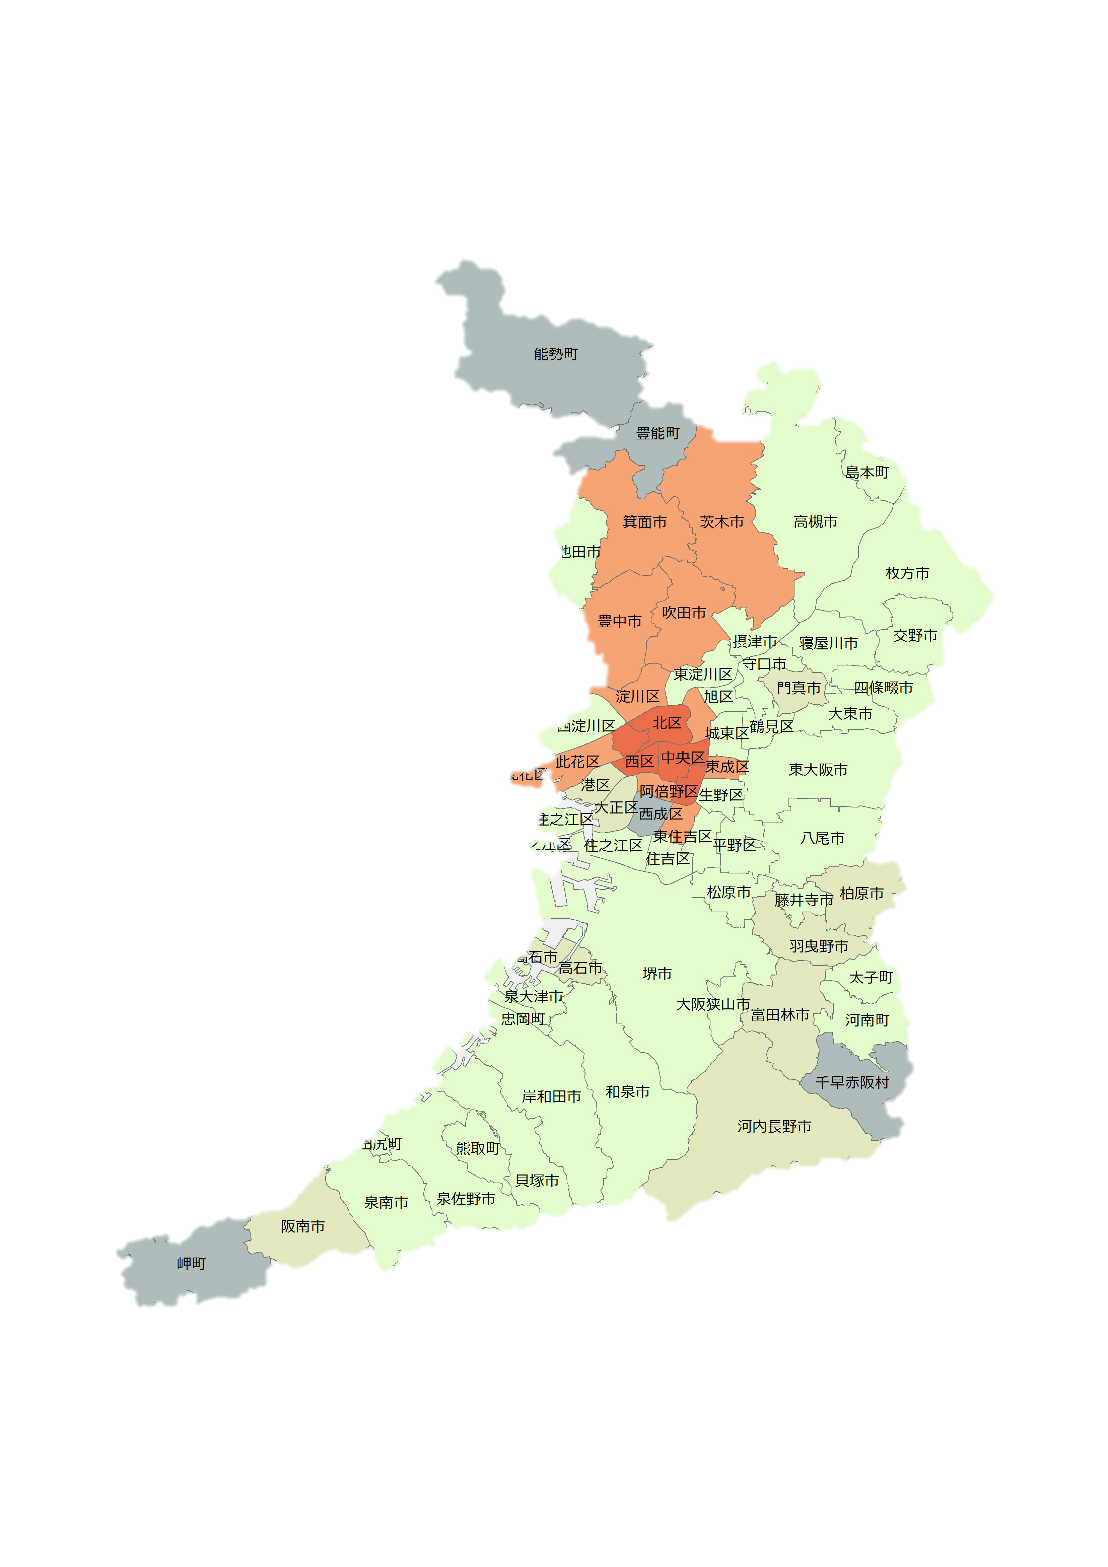 能勢町
豊能町
島本町
箕面市
茨木市
高槻市
池田市
枚方市
豊中市
吹田市
摂津市
寝屋川市
交野市
守口市
東淀川区
門真市
四條畷市
淀川区
旭区
大東市
西淀川区
北区
城東区
鶴見区
此花区
西区
中央区
東成区
東大阪市
此花区
港区
阿倍野区
生野区
大正区
西成区
住之江区
東住吉区
八尾市
住之江区
平野区
住吉区
松原市
藤井寺市
柏原市
羽曳野市
高石市
高石市
堺市
太子町
泉大津市
大阪狭山市
富田林市
忠岡町
河南町
千早赤阪村
岸和田市
和泉市
河内長野市
田尻町
熊取町
貝塚市
泉佐野市
泉南市
阪南市
岬町